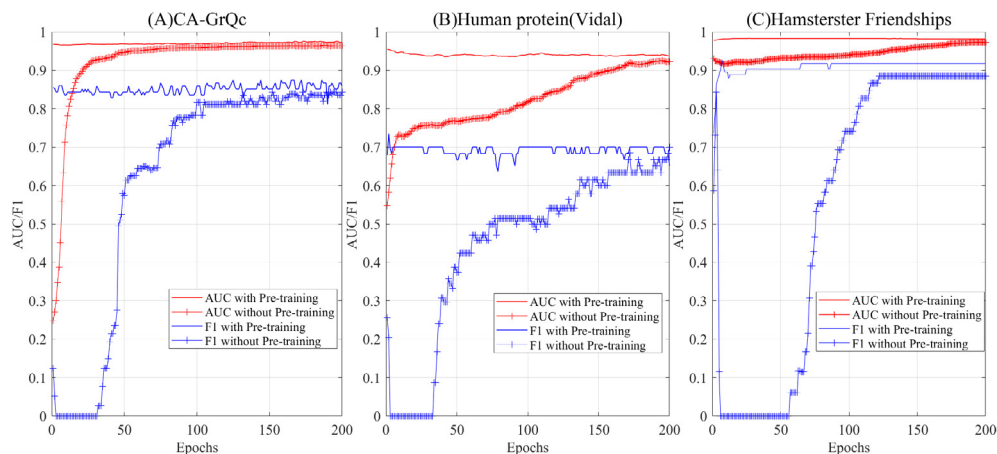 (A)CA-GrQc
1
0.9
0.8
0.7
0.6
0.5
0.4
0.3
0.2
0.1
0
AUC/F1
0 50 100 150 200
Epochs
AUC with Pre-training
AUC without Pre-training
F1 with Pre-training
F1 without Pre-training
(B)Human protein(Vidal)
1
0.9
0.8
0.7
0.6
0.5
0.4
0.3
0.2
0.1
0
AUC/F1
0 50 100 150 200
Epochs
AUC with Pre-training
AUC without Pre-training
F1 with Pre-training
F1 without Pre-training
(C)Hamsterster Friendships
1
0.9
0.8
0.7
0.6
0.5
0.4
0.3
0.2
0.1
0
AUC/F1
0 50 100 150 200
Epochs
AUC with Pre-training
AUC without Pre-training
F1 with Pre-training
F1 without Pre-training